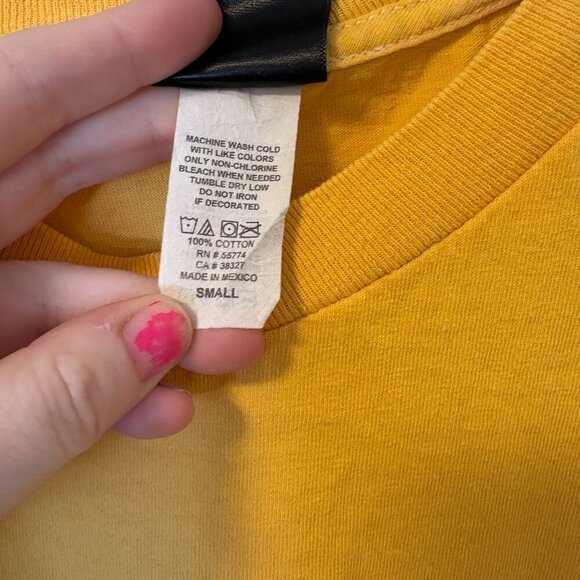 MACHINE WASH COLD
WITH LIKE COLORS
ONLY NON-CHLORINE
BLEACH WHEN NEEDED
TUMBLE DRY LOW
DO NOT IRON
IF DECORATED
100% COTTON
RN # 55774
CA # 38327
MADE IN MEXICO
SMALL